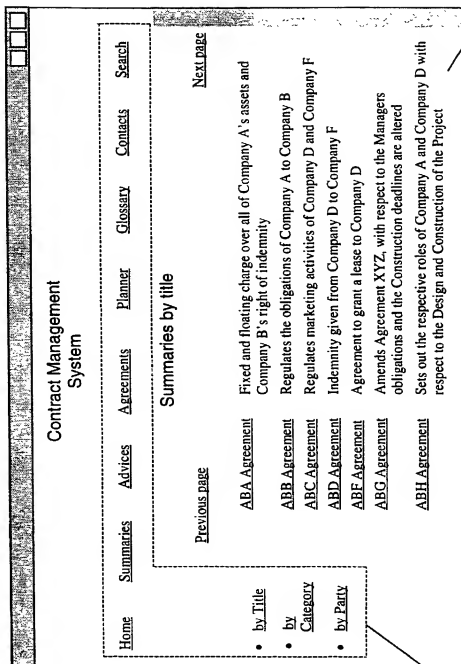 Contract Management
System
Home Summaries Advices Agreements Planner Glossary Contacts Search
• by Title
• by
Category
• by Party
Summaries by title
Previous page Next page
ABA Agreement Fixed and floating charge over all of Company A's assets and
Company B's right of indemnity
ABB Agreement Regulates the obligations of Company A to Company B
ABC Agreement Regulates marketing activities of Company D and Company F
ABD Agreement Indemnity given from Company D to Company F
ABF Agreement Agreement to grant a lease to Company D
ABG Agreement Amends Agreement XYZ, with respect to the Managers
obligations and the Construction deadlines are altered
ABH Agreement Sets out the respective roles of Company A and Company D with
respect to the Design and Construction of the Project